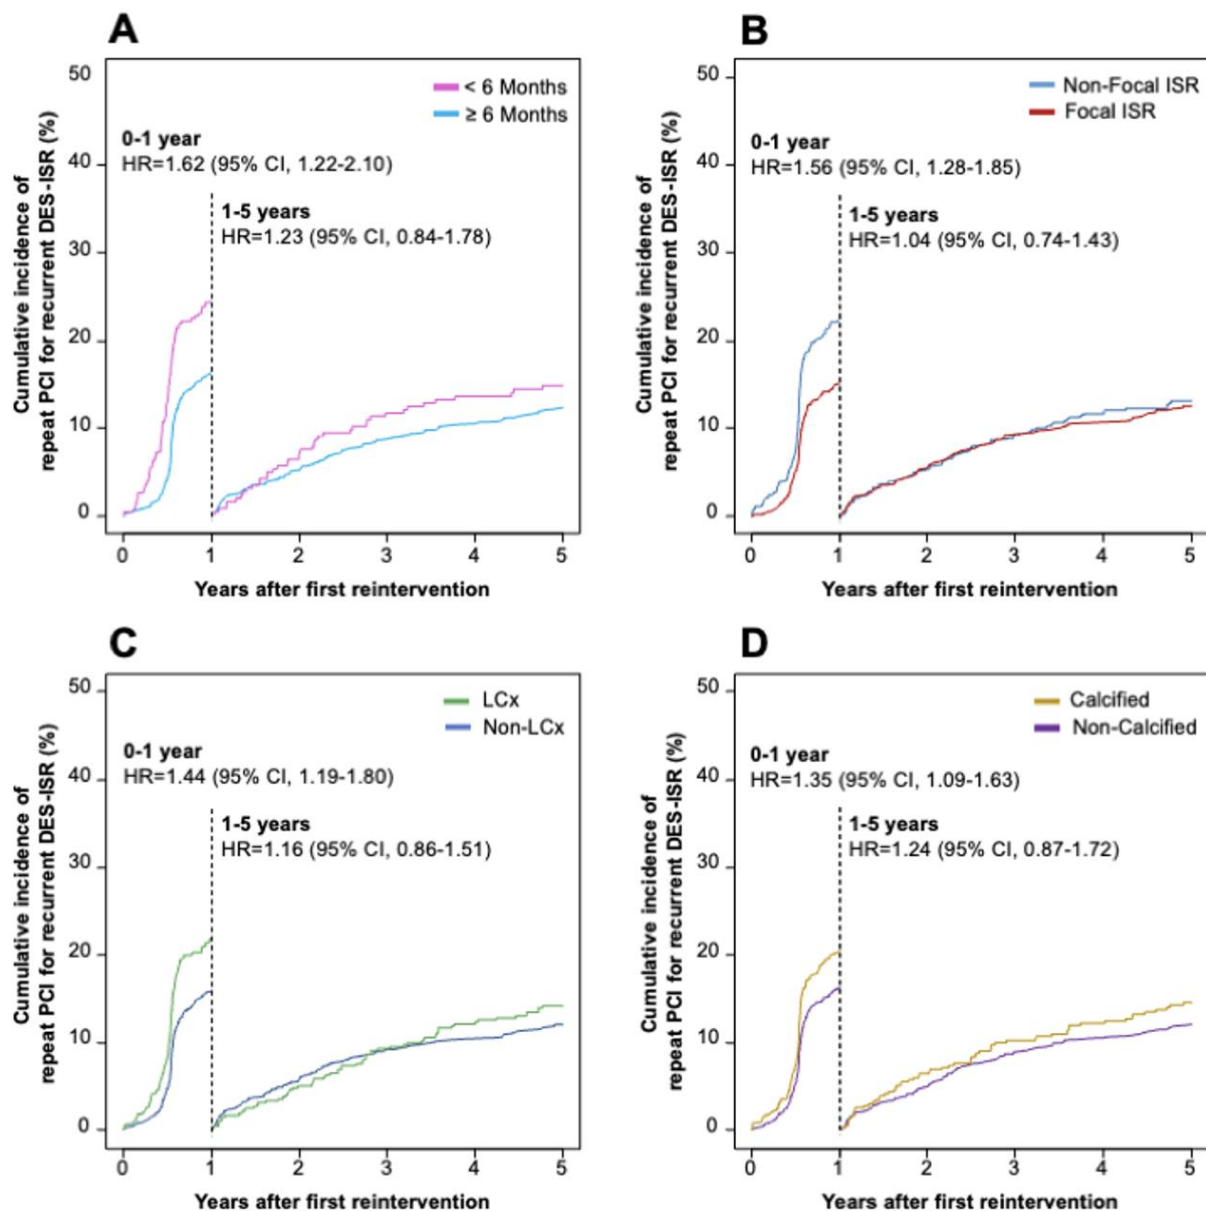 A
Cumulative incidence of
repeat PCI for recurrent DES-ISR (%)
50
40
30
20
10
0
< 6 Months
≥ 6 Months
0-1 year
HR=1.62 (95% CI, 1.22-2.10)
1-5 years
HR=1.23 (95% CI, 0.84-1.78)
0 1 2 3 4 5
Years after first reintervention
B
Cumulative incidence of
repeat PCI for recurrent DES-ISR (%)
50
40
30
20
10
0
Non-Focal ISR
Focal ISR
0-1 year
HR=1.56 (95% CI, 1.28-1.85)
1-5 years
HR=1.04 (95% CI, 0.74-1.43)
0 1 2 3 4 5
Years after first reintervention
C
Cumulative incidence of
repeat PCI for recurrent DES-ISR (%)
50
40
30
20
10
0
LCx
Non-LCx
0-1 year
HR=1.44 (95% CI, 1.19-1.80)
1-5 years
HR=1.16 (95% CI, 0.86-1.51)
0 1 2 3 4 5
Years after first reintervention
D
Cumulative incidence of
repeat PCI for recurrent DES-ISR (%)
50
40
30
20
10
0
Calcified
Non-Calcified
0-1 year
HR=1.35 (95% CI, 1.09-1.63)
1-5 years
HR=1.24 (95% CI, 0.87-1.72)
0 1 2 3 4 5
Years after first reintervention